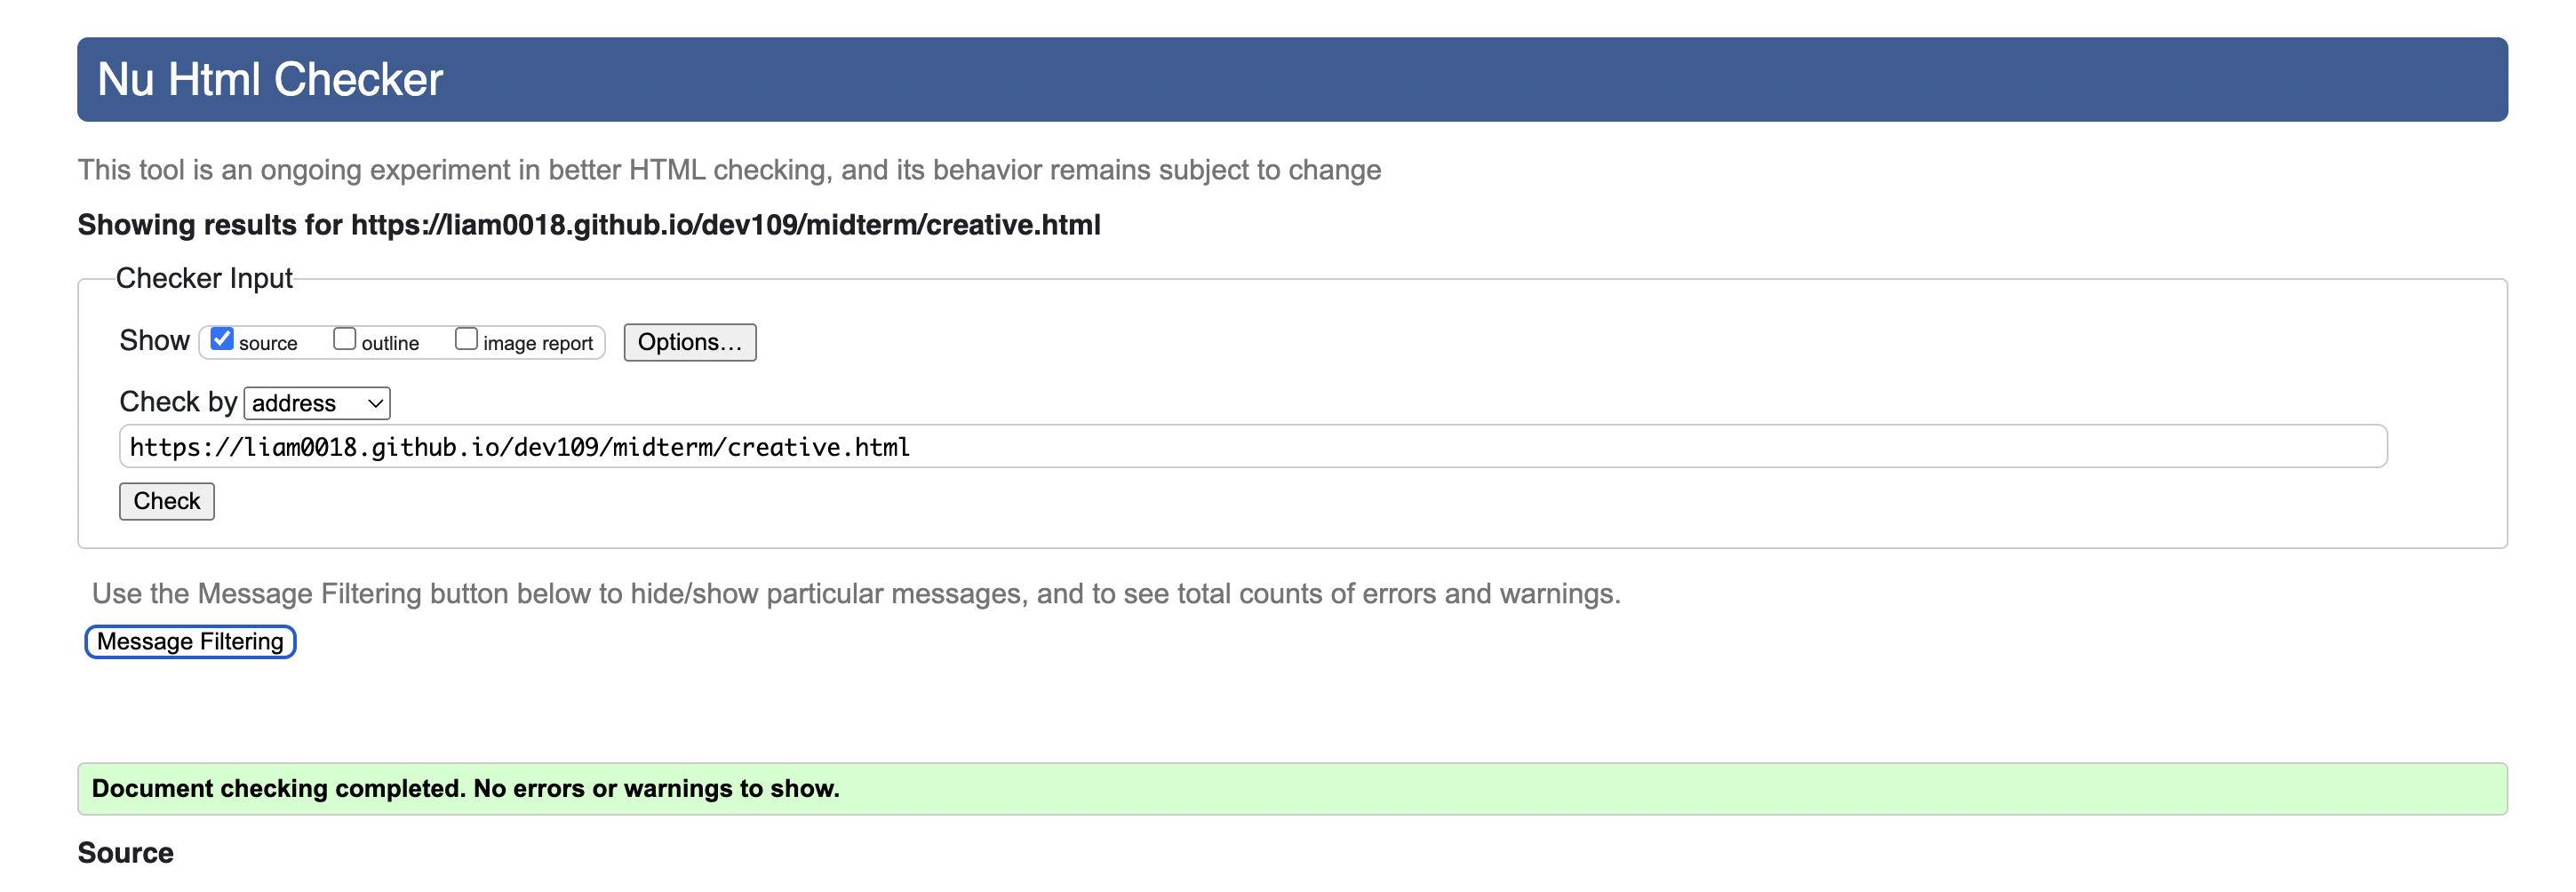 Nu Html Checker
This tool is an ongoing experiment in better HTML checking, and its behavior remains subject to change
Showing results for https://liam0018.github.io/dev109/midterm/creative.html
Checker Input
Show source outline image report Options...
Check by address
https://liam0018.github.io/dev109/midterm/creative.html
Check
Use the Message Filtering button below to hide/show particular messages, and to see total counts of errors and warnings.
Message Filtering
Document checking completed. No errors or warnings to show.
Source